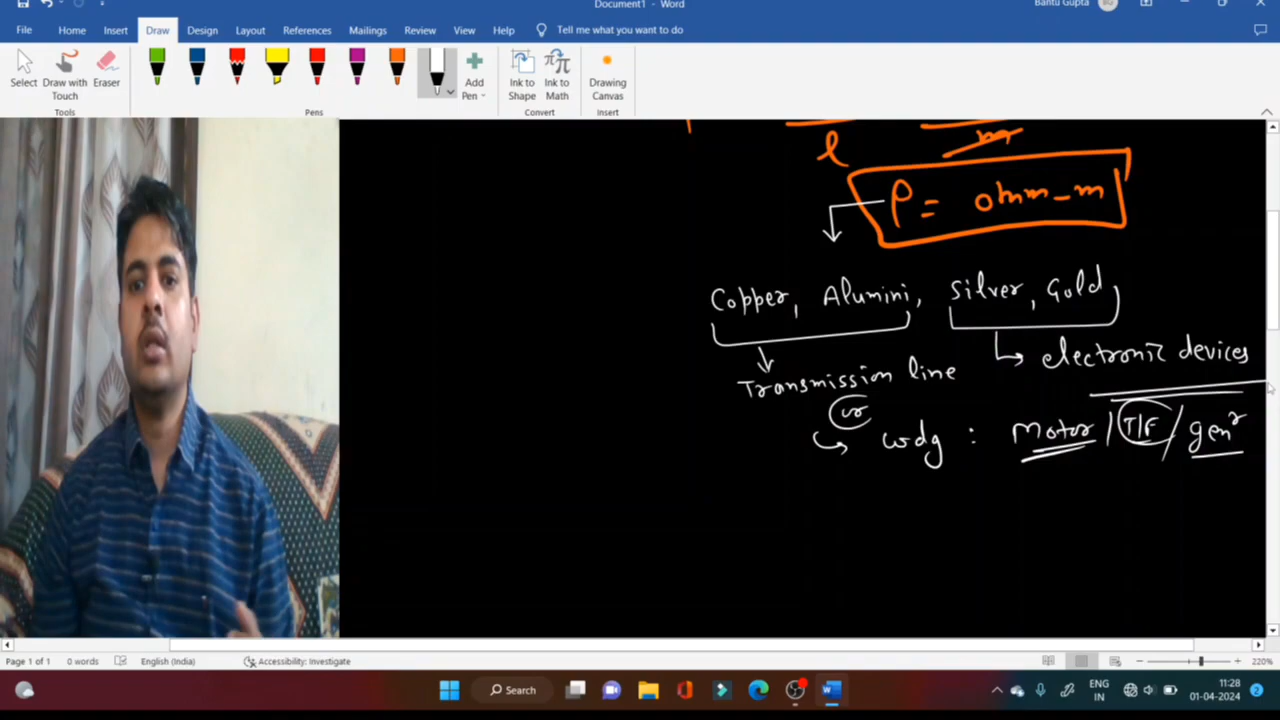 Document1 - Word
Bantu Gupta
BG
File Home Insert Draw Design Layout References Mailings Review View Help Tell me what you want to do
Select
Draw with Touch
Eraser
Add Pen
Ink to Shape
Ink to Math
Drawing Canvas
Tools
Pens
Convert
Insert
l
m
ρ = ohm-m
Copper, Alumini, Silver, Gold
Transmission line
electronic devices
or
wdg : Motor / T/F / genr
Page 1 of 1 0 words English (India) Accessibility: Investigate 220%
Search
ENG
IN
11:28
01-04-2024
2